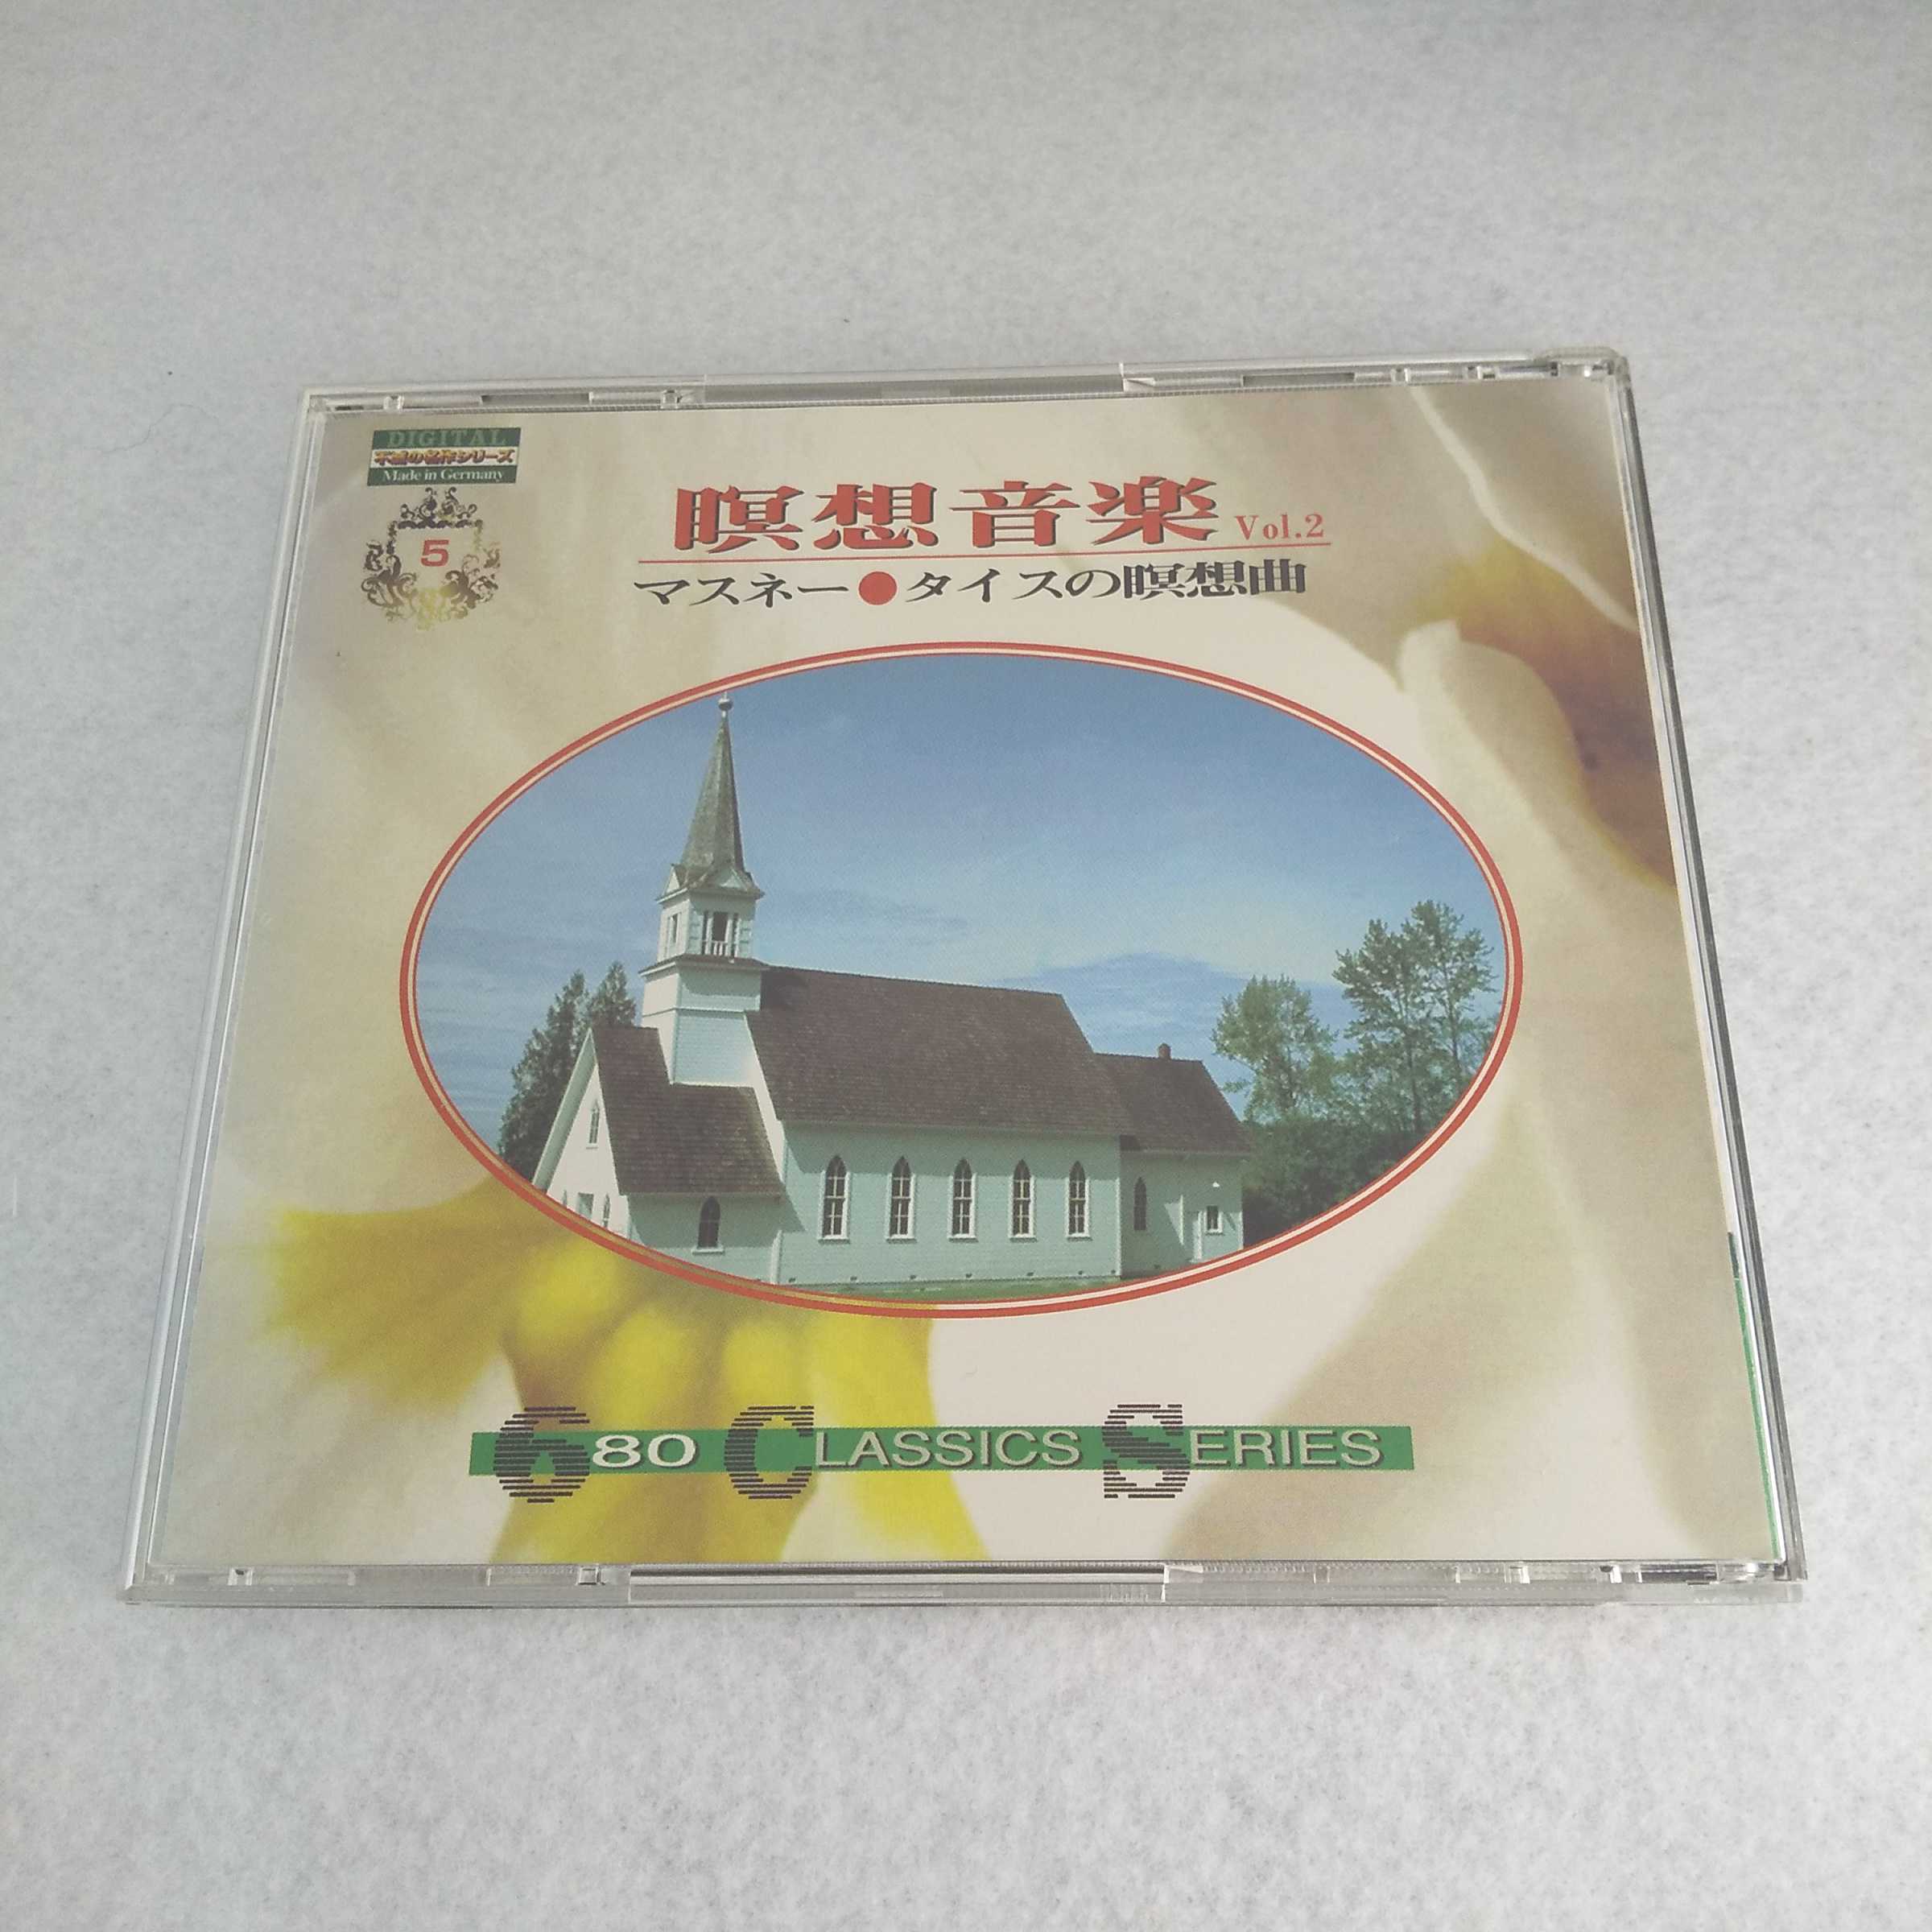 DIGITAL
不滅の名作シリーズ
Made in Germany
5
瞑想音楽 Vol.2
マスネー●タイスの瞑想曲
680 CLASSICS SERIES